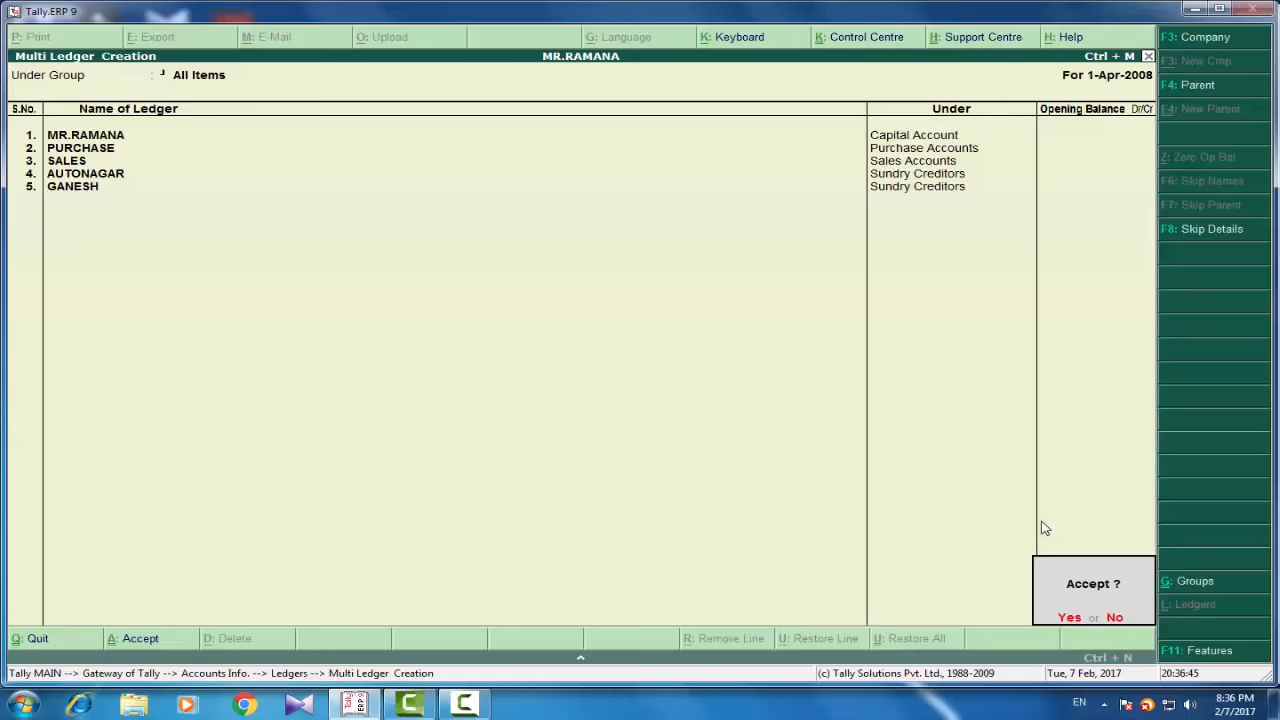 Tally.ERP 9
P: Print E: Export M: E-Mail O: Upload G: Language K: Keyboard K: Control Centre H: Support Centre H: Help
F3: Company
Multi Ledger Creation MR.RAMANA Ctrl + M
F3: New Cmp
Under Group : All Items For 1-Apr-2008
F4: Parent
S.No. Name of Ledger Under Opening Balance Dr/Cr
F4: New Parent
1. MR.RAMANA Capital Account
2. PURCHASE Purchase Accounts
3. SALES Sales Accounts
4. AUTONAGAR Sundry Creditors
5. GANESH Sundry Creditors
Z: Zero Op Bal
F6: Skip Names
F7: Skip Parent
F8: Skip Details
Accept ?
Yes or No
G: Groups
L: Ledgers
Q: Quit A: Accept D: Delete R: Remove Line U: Restore Line U: Restore All
F11: Features
Ctrl + N
Tally MAIN --> Gateway of Tally --> Accounts Info. --> Ledgers --> Multi Ledger Creation (c) Tally Solutions Pvt. Ltd., 1988-2009 Tue, 7 Feb, 2017 20:36:45
Tally ERP 9
EN 8:36 PM
2/7/2017